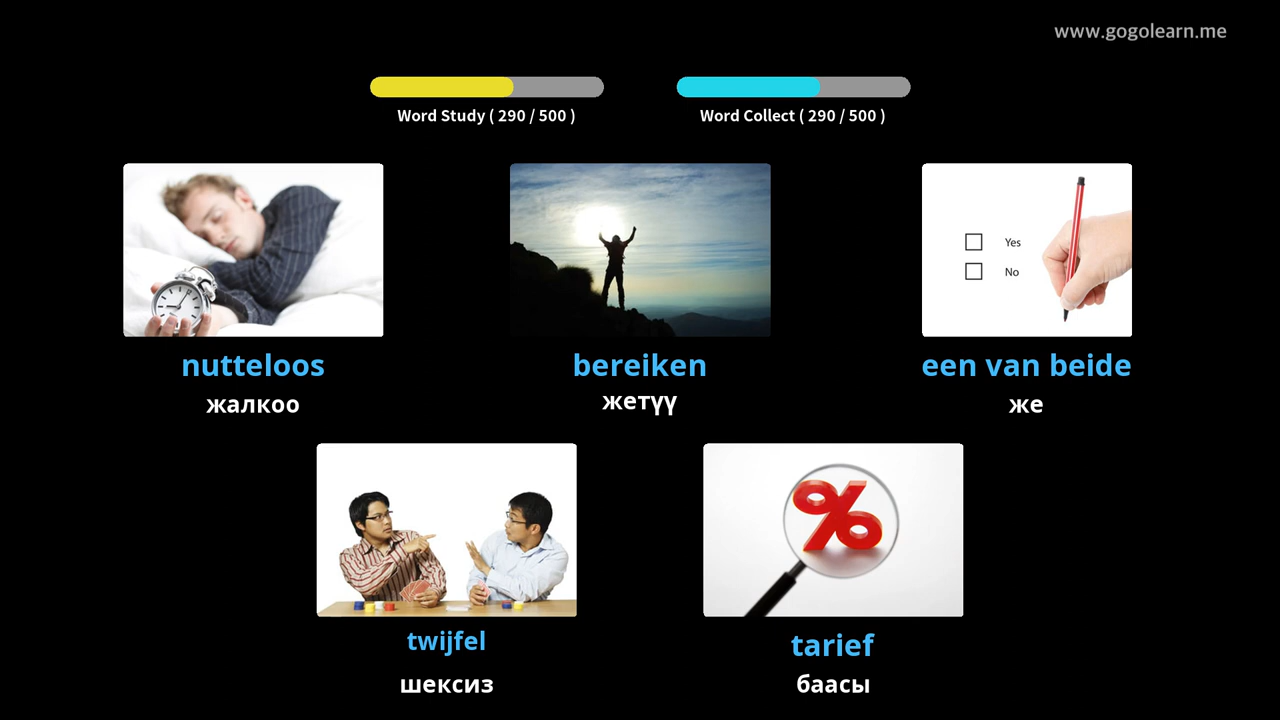 www.gogolearn.me
Word Study ( 290 / 500 )
Word Collect ( 290 / 500 )
Yes
No
nutteloos
жалкоо
bereiken
жетүү
een van beide
же
twijfel
шексиз
tarief
баасы